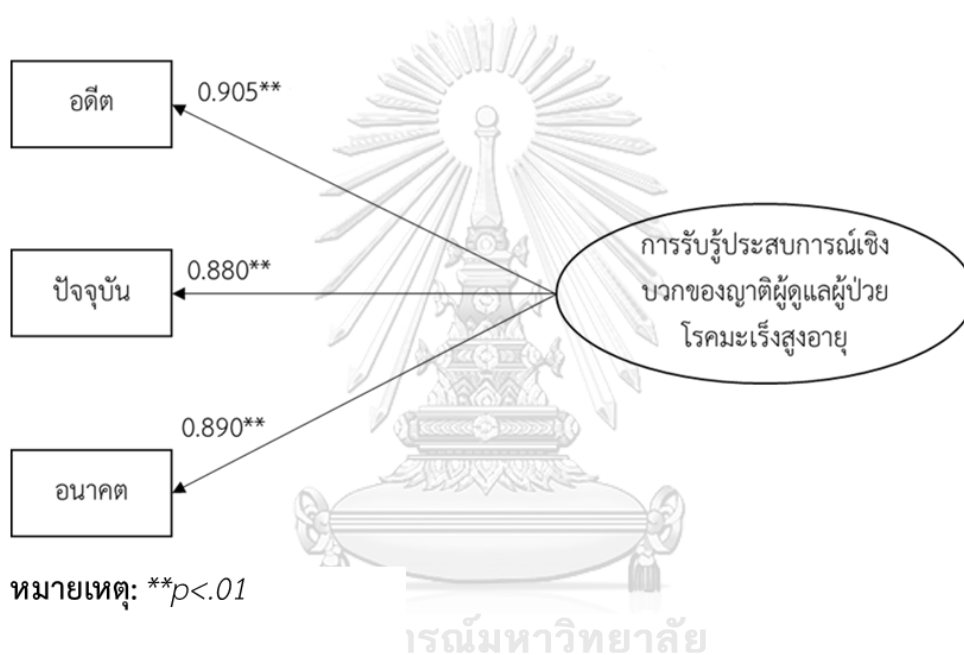 อดีต
0.905**
ปัจจุบัน
0.880**
การรับรู้ประสบการณ์เชิง
บวกของญาติผู้ดูแลผู้ป่วย
โรคมะเร็งสูงอายุ
0.890**
อนาคต
หมายเหตุ: **p<.01
ารณ์มหาวิทยาลัย